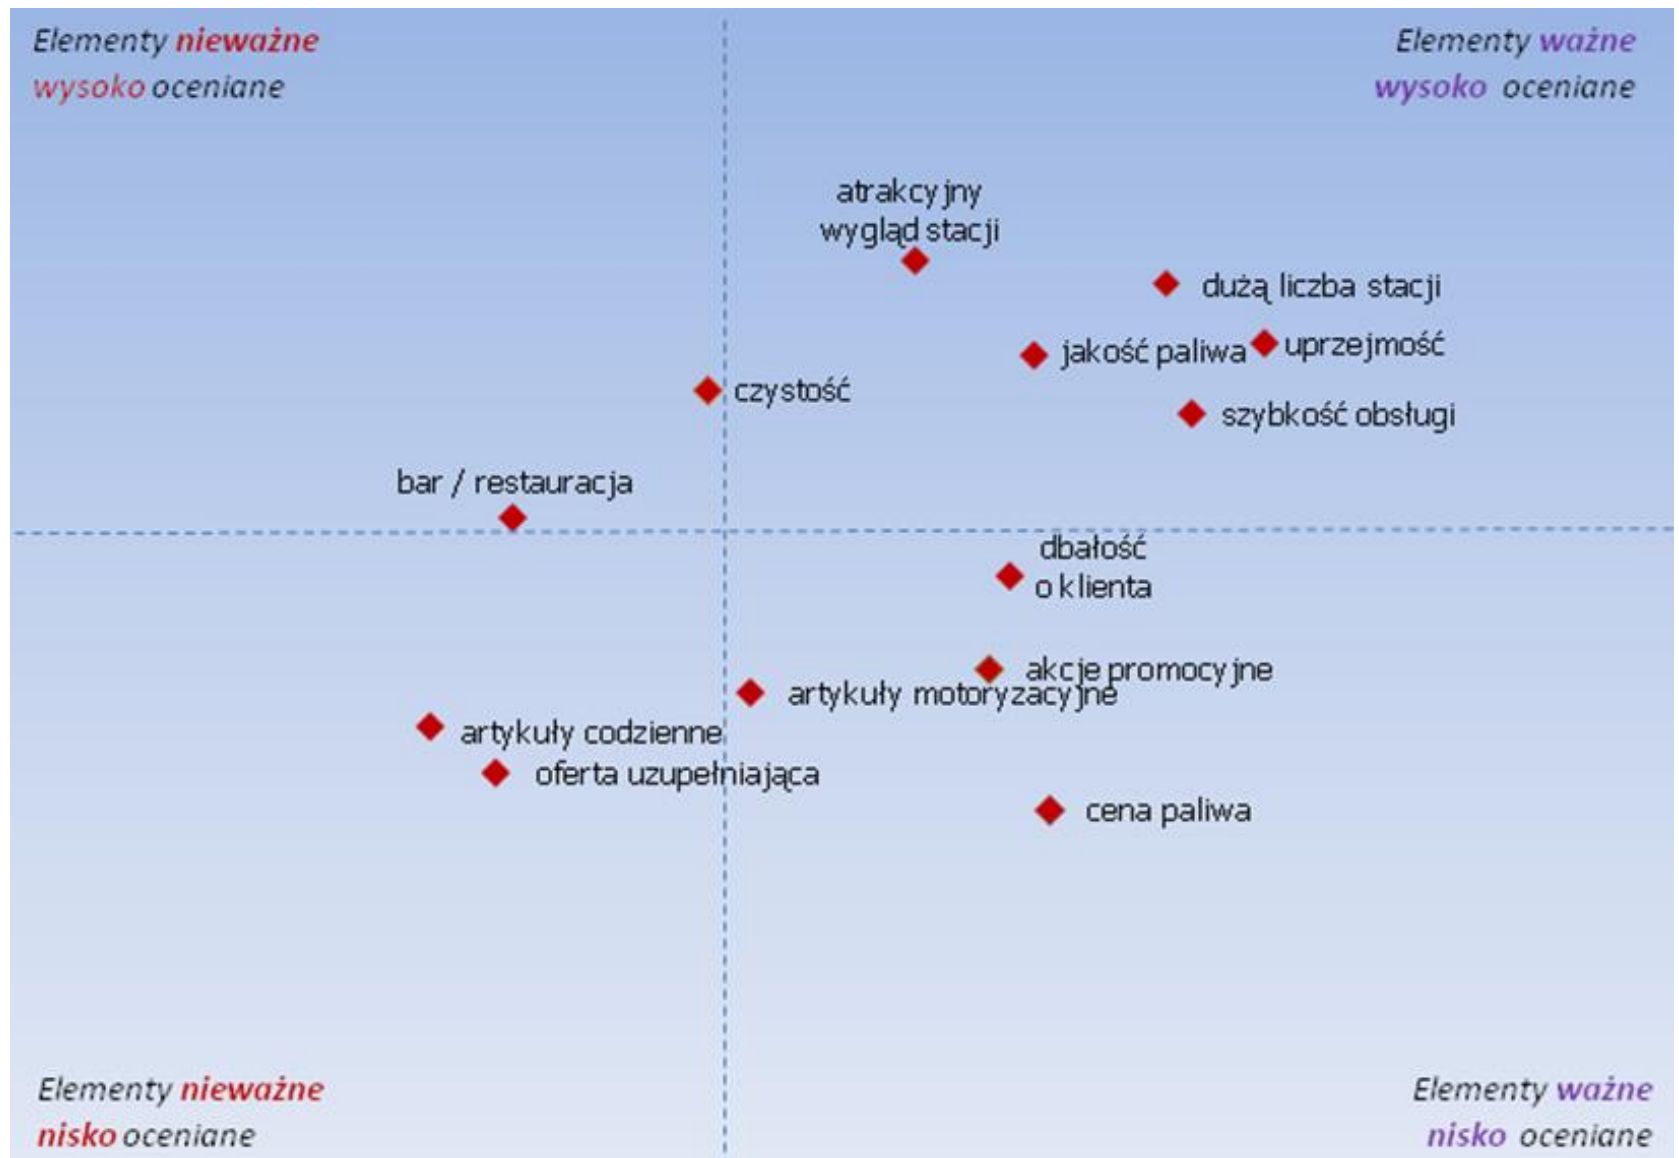 Elementy nieważne
wysoko oceniane
Elementy ważne
wysoko oceniane
atrakcyjny
wygląd stacji
dużą liczba stacji
jakość paliwa
uprzejmość
czystość
szybkość obsługi
bar / restauracja
dbałość
o klienta
akcje promocyjne
artykuły motoryzacyjne
artykuły codzienne
oferta uzupełniająca
cena paliwa
Elementy nieważne
nisko oceniane
Elementy ważne
nisko oceniane